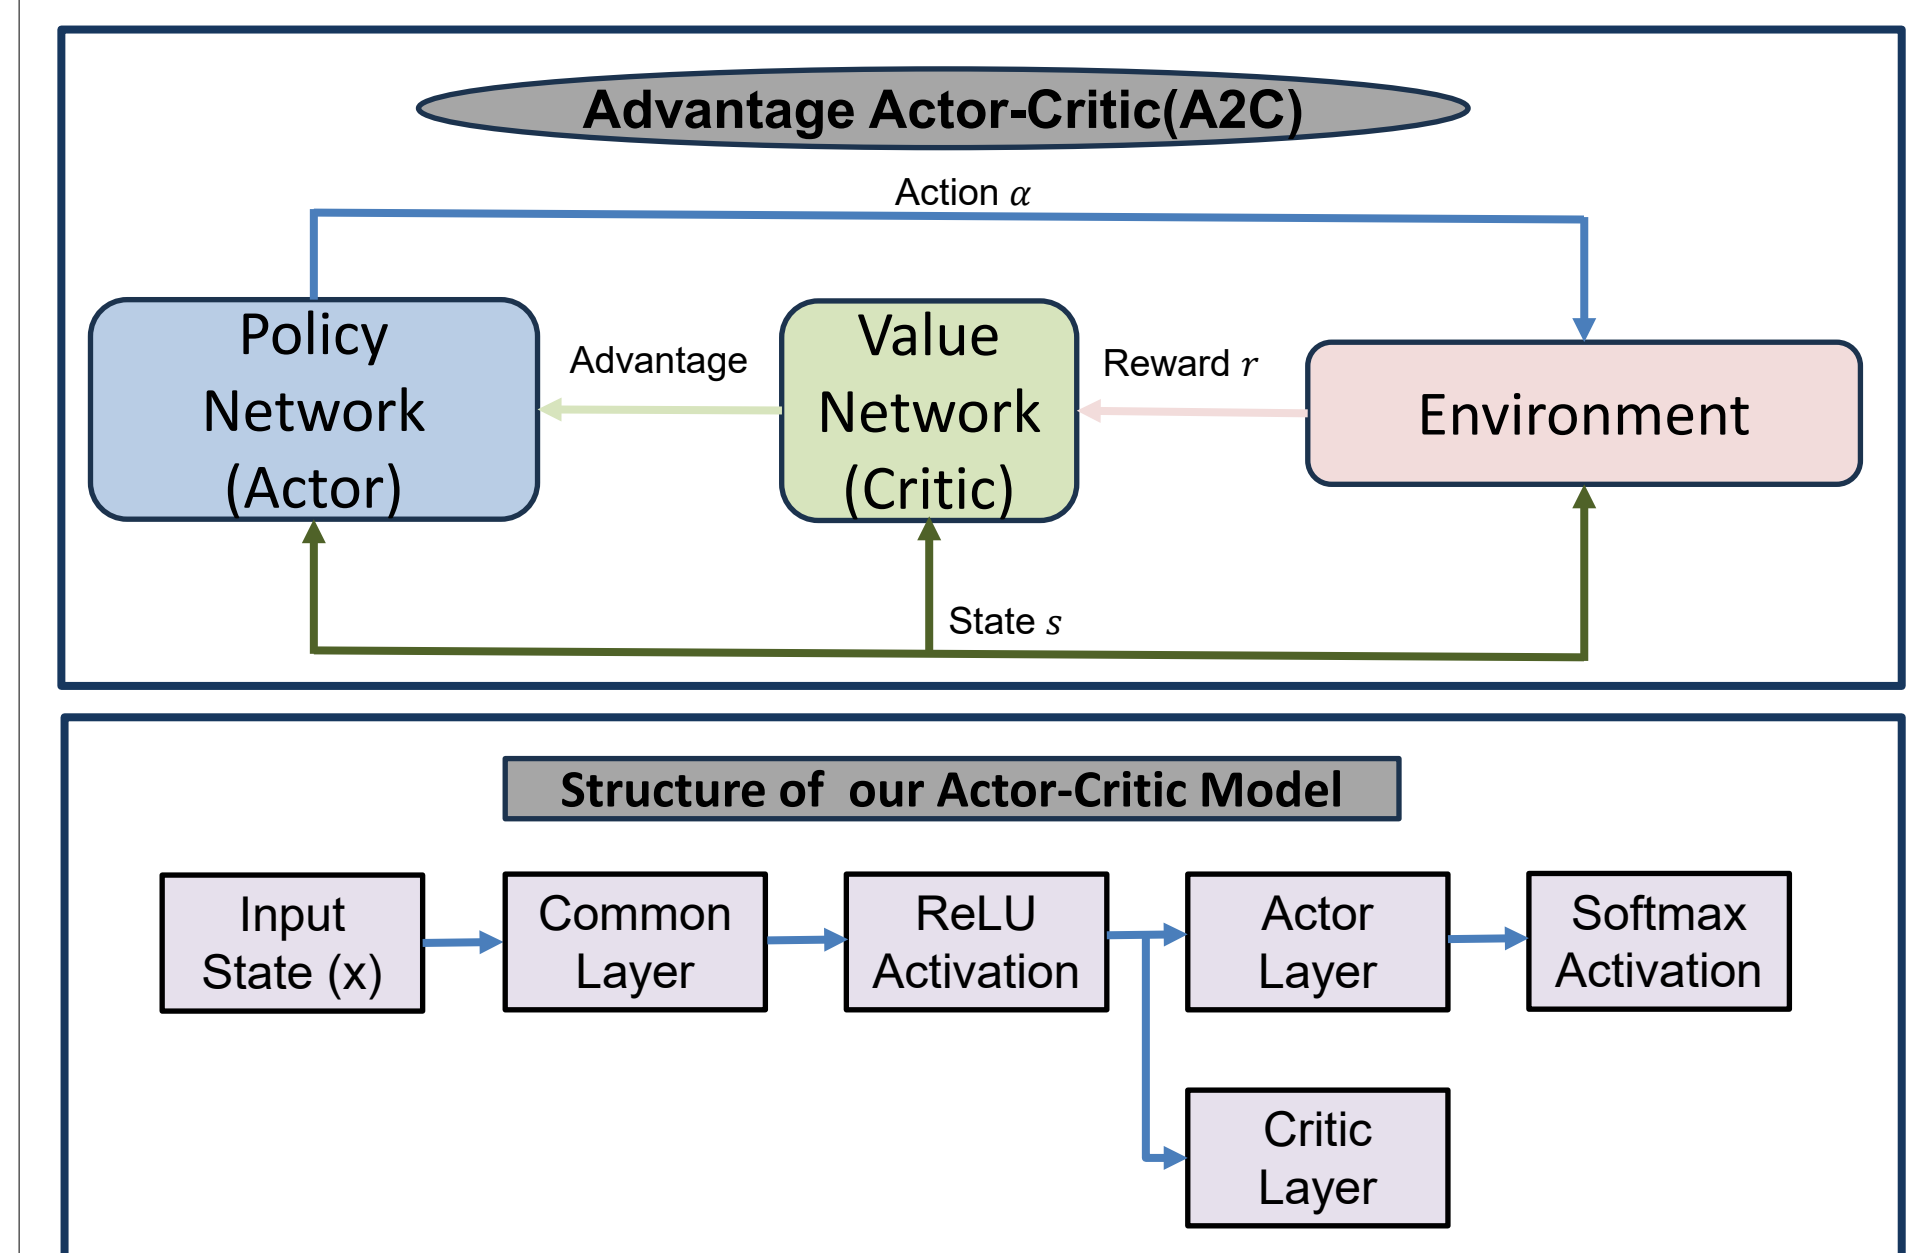 Advantage Actor-Critic(A2C)
Action α
Policy
Network
(Actor)
Advantage
Value
Network
(Critic)
Reward r
Environment
State s
Structure of  our Actor-Critic Model
Input
State (x)
Common
Layer
ReLU
Activation
Actor
Layer
Softmax
Activation
Critic
Layer